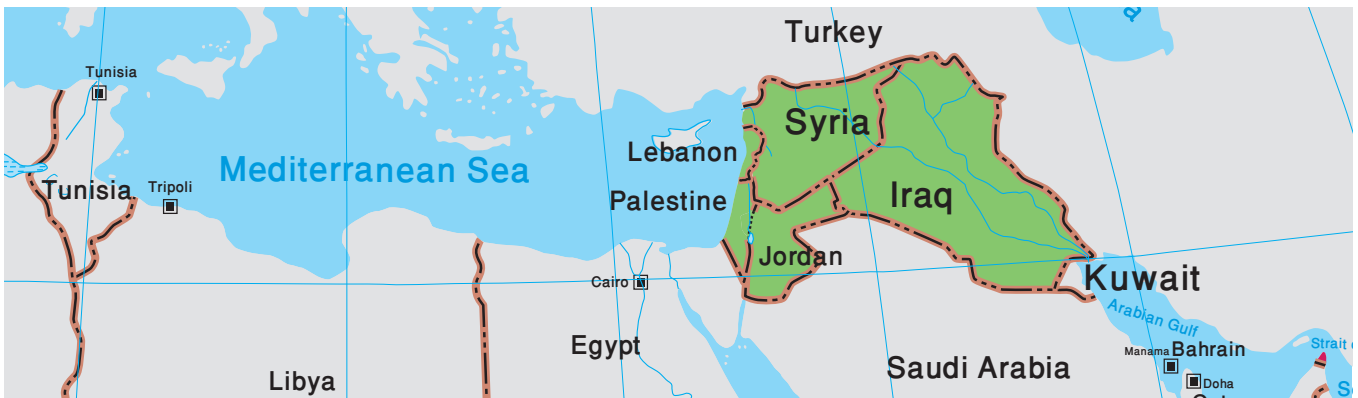 Turkey
Tunisia
Syria
Lebanon
Mediterranean Sea
Tunisia
Tripoli
Palestine
Iraq
Jordan
Cairo
Kuwait
Arabian Gulf
Egypt
Strait
Manama
Bahrain
Saudi Arabia
Libya
Doha